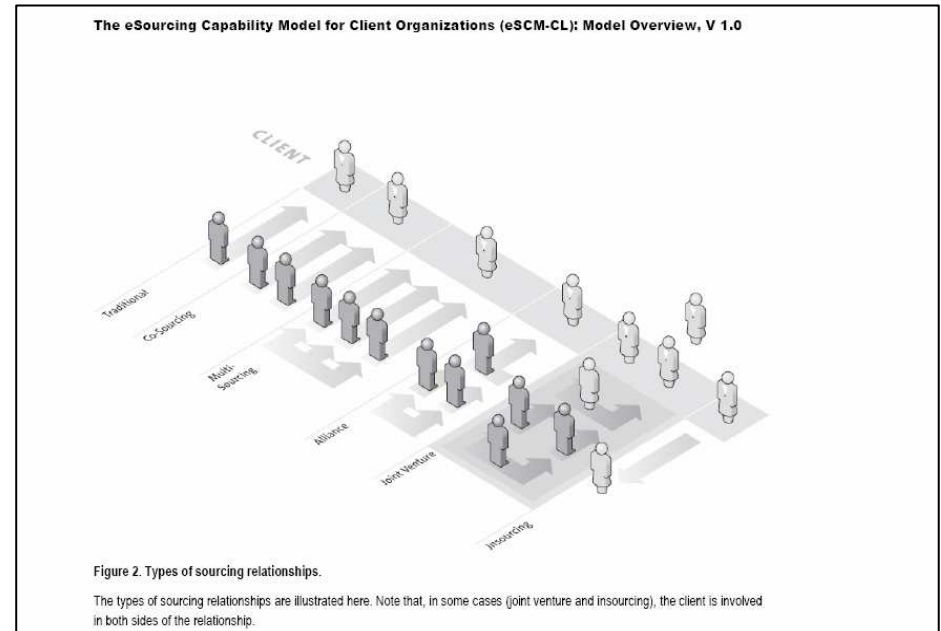 The eSourcing Capability Model for Client Organizations (eSCM-CL): Model Overview, V 1.0
CLIENT
Traditional
Co-Sourcing
Multi-
Sourcing
Alliance
Joint Venture
Insourcing
Figure 2. Types of sourcing relationships.
The types of sourcing relationships are illustrated here. Note that, in some cases (joint venture and insourcing), the client is involved
in both sides of the relationship.